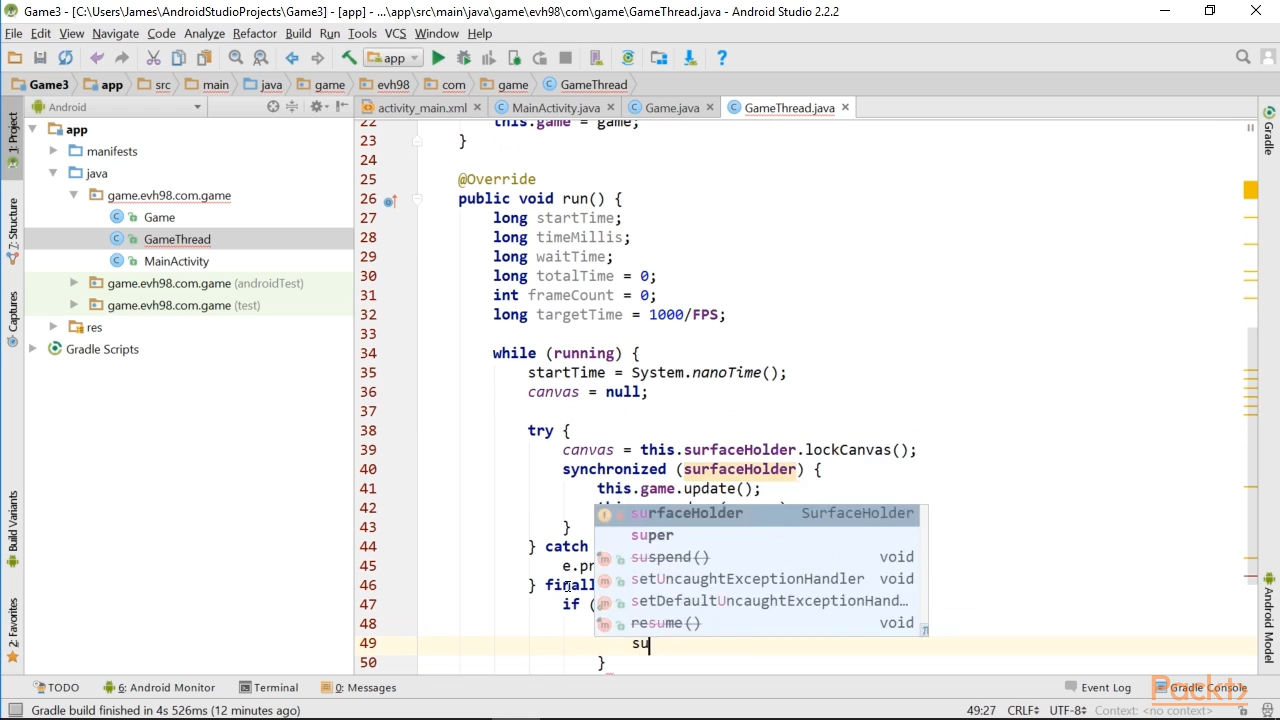 Game3 - [C:\Users\James\AndroidStudioProjects\Game3] - [app] - ...\app\src\main\java\game\evh98\com\game\GameThread.java - Android Studio 2.2.2
File Edit View Navigate Code Analyze Refactor Build Run Tools VCS Window Help
app
Game3 app src main java game evh98 com game GameThread
Android
activity_main.xml MainActivity.java Game.java GameThread.java
1: Project
7: Structure
Captures
Build Variants
2: Favorites
app
manifests
java
game.evh98.com.game
Game
GameThread
MainActivity
game.evh98.com.game (androidTest)
game.evh98.com.game (test)
res
Gradle Scripts
22 this.game = game;
23 }
24
25 @Override
26 public void run() {
27 long startTime;
28 long timeMillis;
29 long waitTime;
30 long totalTime = 0;
31 int frameCount = 0;
32 long targetTime = 1000/FPS;
33
34 while (running) {
35 startTime = System.nanoTime();
36 canvas = null;
37
38 try {
39 canvas = this.surfaceHolder.lockCanvas();
40 synchronized (surfaceHolder) {
41 this.game.update();
42
43 }
44 } catch
45 e.pr
46 } finall
47 if (
48
49 su
50 }
surfaceHolder SurfaceHolder
super
suspend() void
setUncaughtExceptionHandler void
setDefaultUncaughtExceptionHand...
resume() void
Gradle
Android Model
TODO 6: Android Monitor Terminal 0: Messages Event Log Gradle Console
Packt
Gradle build finished in 4s 526ms (12 minutes ago) 49:27 CRLF UTF-8 Context: <no context>